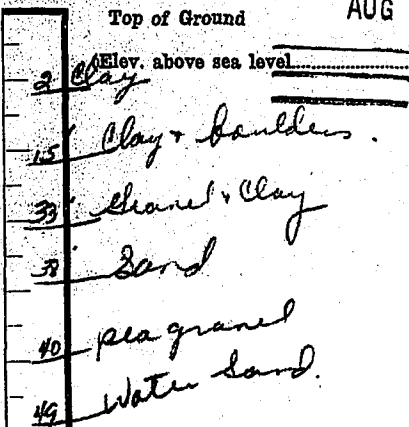 AUG
Top of Ground
Elev. above sea level
2 Clay
15' Clay + boulders.
33' Gravel + Clay
38' Sand
40 pea gravel
49 Water Sand.